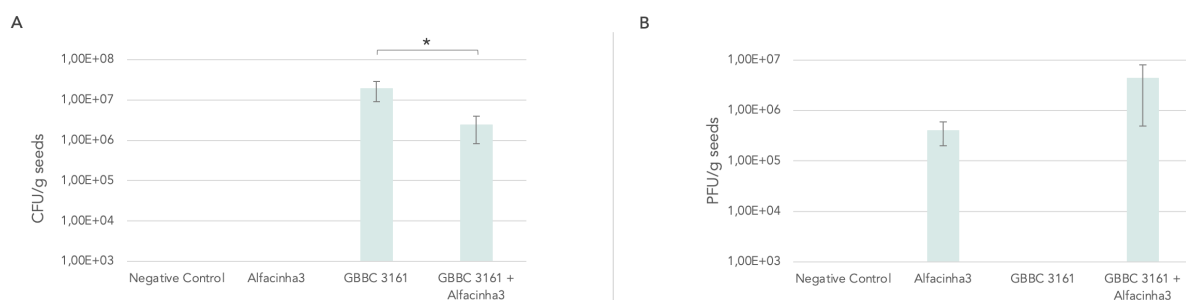 A
*
1,00E+08
1,00E+07
1,00E+06
1,00E+05
1,00E+04
1,00E+03
CFU/g seeds
Negative Control
Alfacinha3
GBBC 3161
GBBC 3161 +
Alfacinha3
B
1,00E+07
1,00E+06
1,00E+05
1,00E+04
1,00E+03
PFU/g seeds
Negative Control
Alfacinha3
GBBC 3161
GBBC 3161 +
Alfacinha3